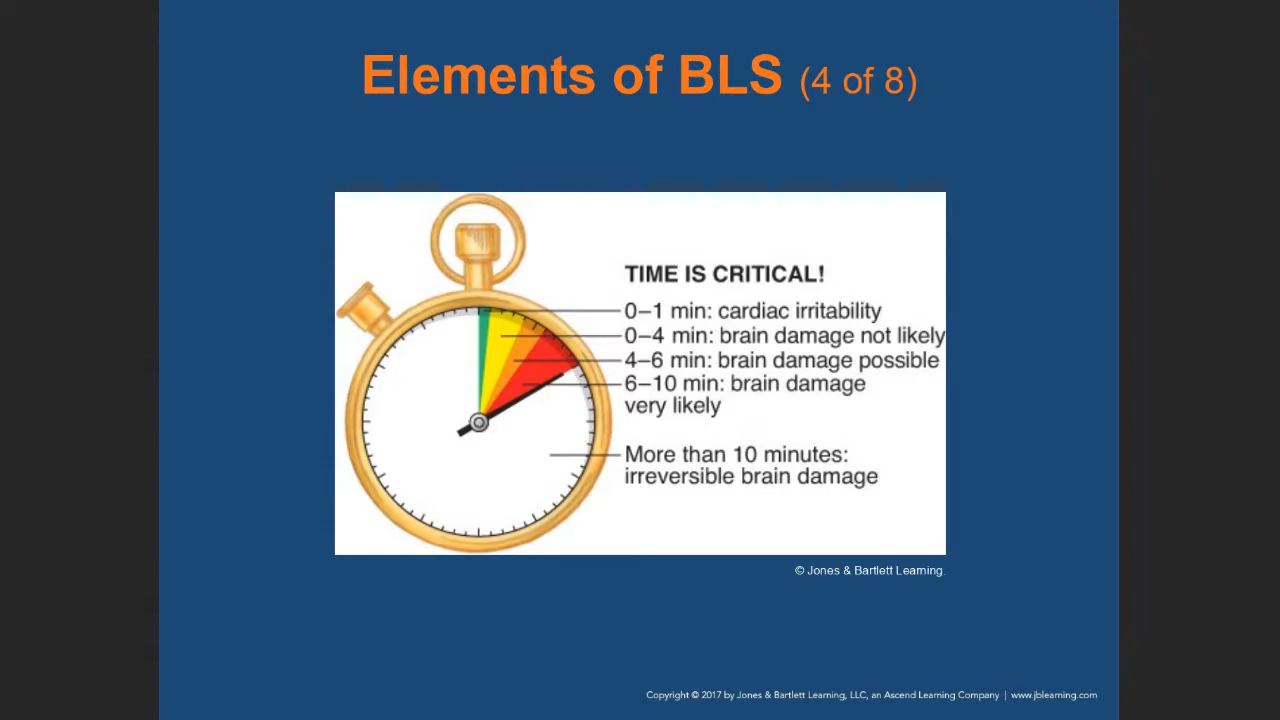 Elements of BLS (4 of 8)
TIME IS CRITICAL!
0–1 min: cardiac irritability
0–4 min: brain damage not likely
4–6 min: brain damage possible
6–10 min: brain damage
very likely
More than 10 minutes:
irreversible brain damage
© Jones & Bartlett Learning.
Copyright © 2017 by Jones & Bartlett Learning, LLC, an Ascend Learning Company | www.jblearning.com